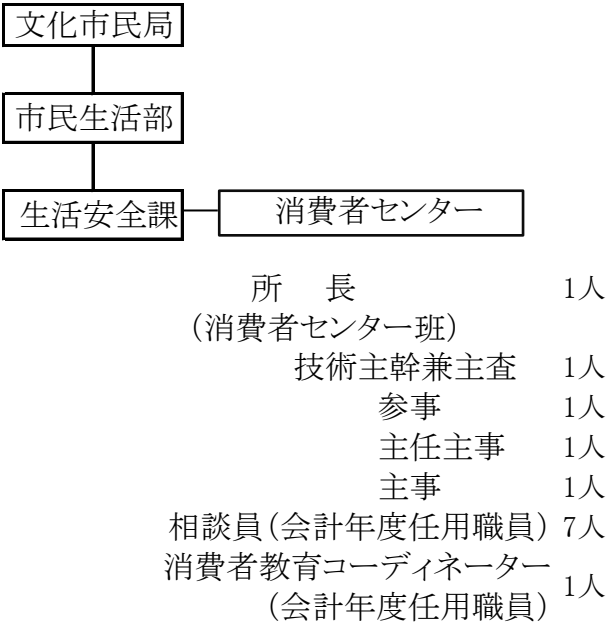 文化市民局
市民生活部
生活安全課 消費者センター
所　長 1人
(消費者センター班)
技術主幹兼主査 1人
参事 1人
主任主事 1人
主事 1人
相談員(会計年度任用職員) 7人
消費者教育コーディネーター
(会計年度任用職員) 1人